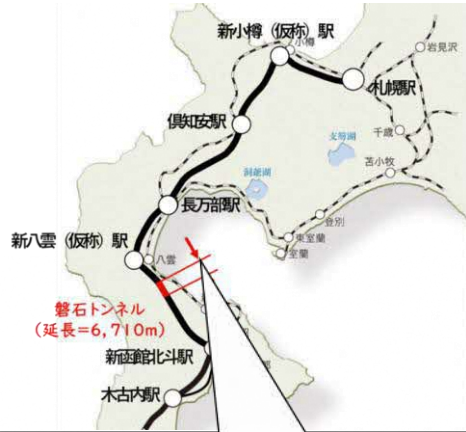 新小樽（仮称）駅
小樽
岩見沢
札幌駅
倶知安駅
千歳
支笏湖
苫小牧
洞爺湖
長万部駅
登別
東室蘭
室蘭
新八雲（仮称）駅
八雲
磐石トンネル
（延長＝6,710m）
新函館北斗駅
木古内駅